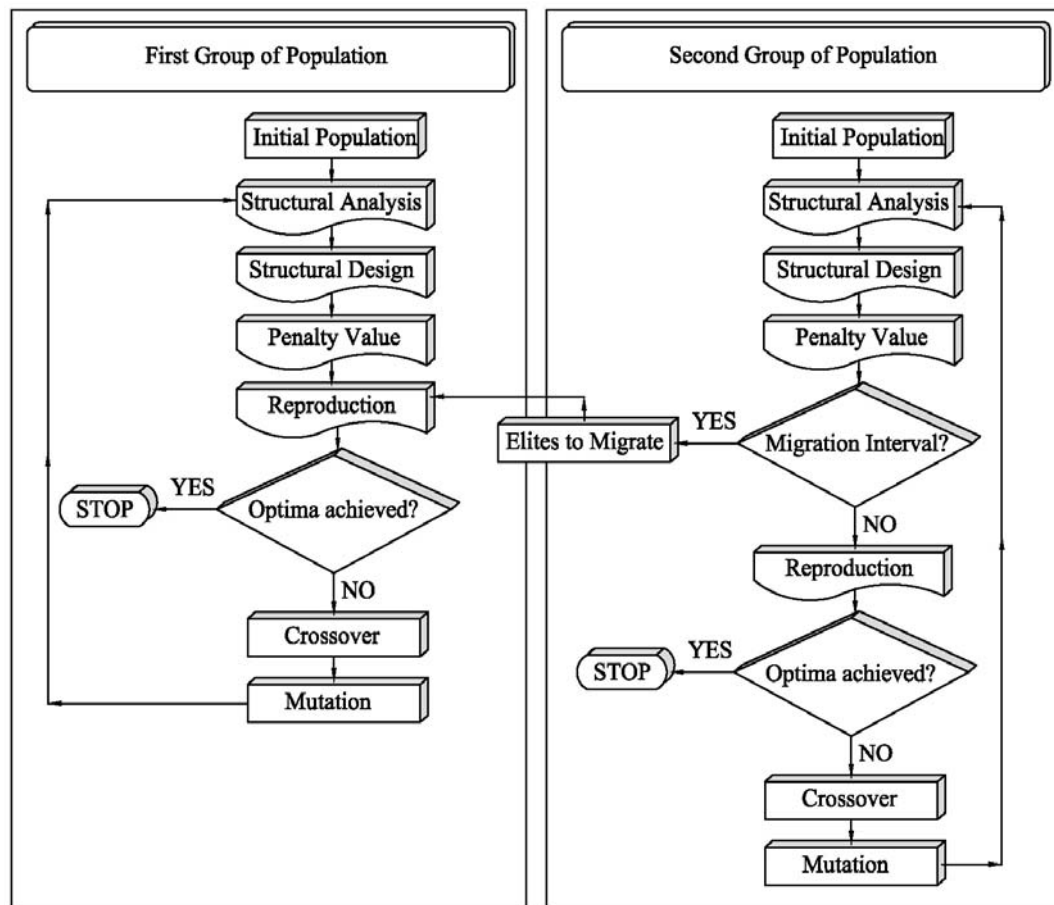 First Group of Population
Initial Population
Structural Analysis
Structural Design
Penalty Value
Reproduction
YES
STOP
Optima achieved?
NO
Crossover
Mutation
Second Group of Population
Initial Population
Structural Analysis
Structural Design
Penalty Value
YES
Elites to Migrate
Migration Interval?
NO
Reproduction
YES
STOP
Optima achieved?
NO
Crossover
Mutation